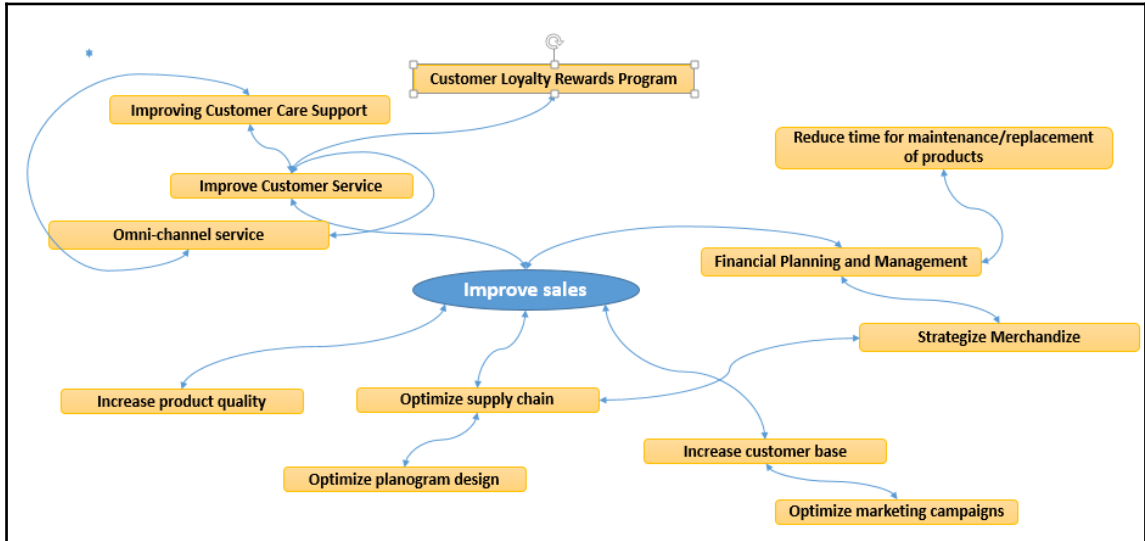 *
Customer Loyalty Rewards Program
Improving Customer Care Support
Reduce time for maintenance/replacement
of products
Improve Customer Service
Omni-channel service
Financial Planning and Management
Improve sales
Strategize Merchandize
Increase product quality
Optimize supply chain
Increase customer base
Optimize planogram design
Optimize marketing campaigns